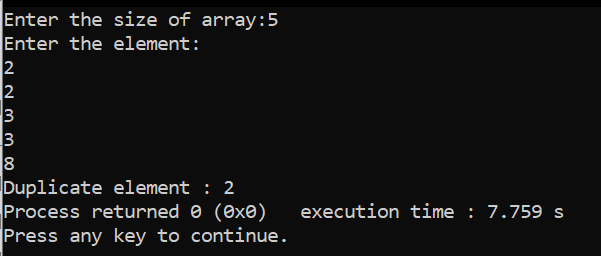 Enter the size of array:5
Enter the element:
2
2
3
3
8
Duplicate element : 2
Process returned 0 (0x0)   execution time : 7.759 s
Press any key to continue.